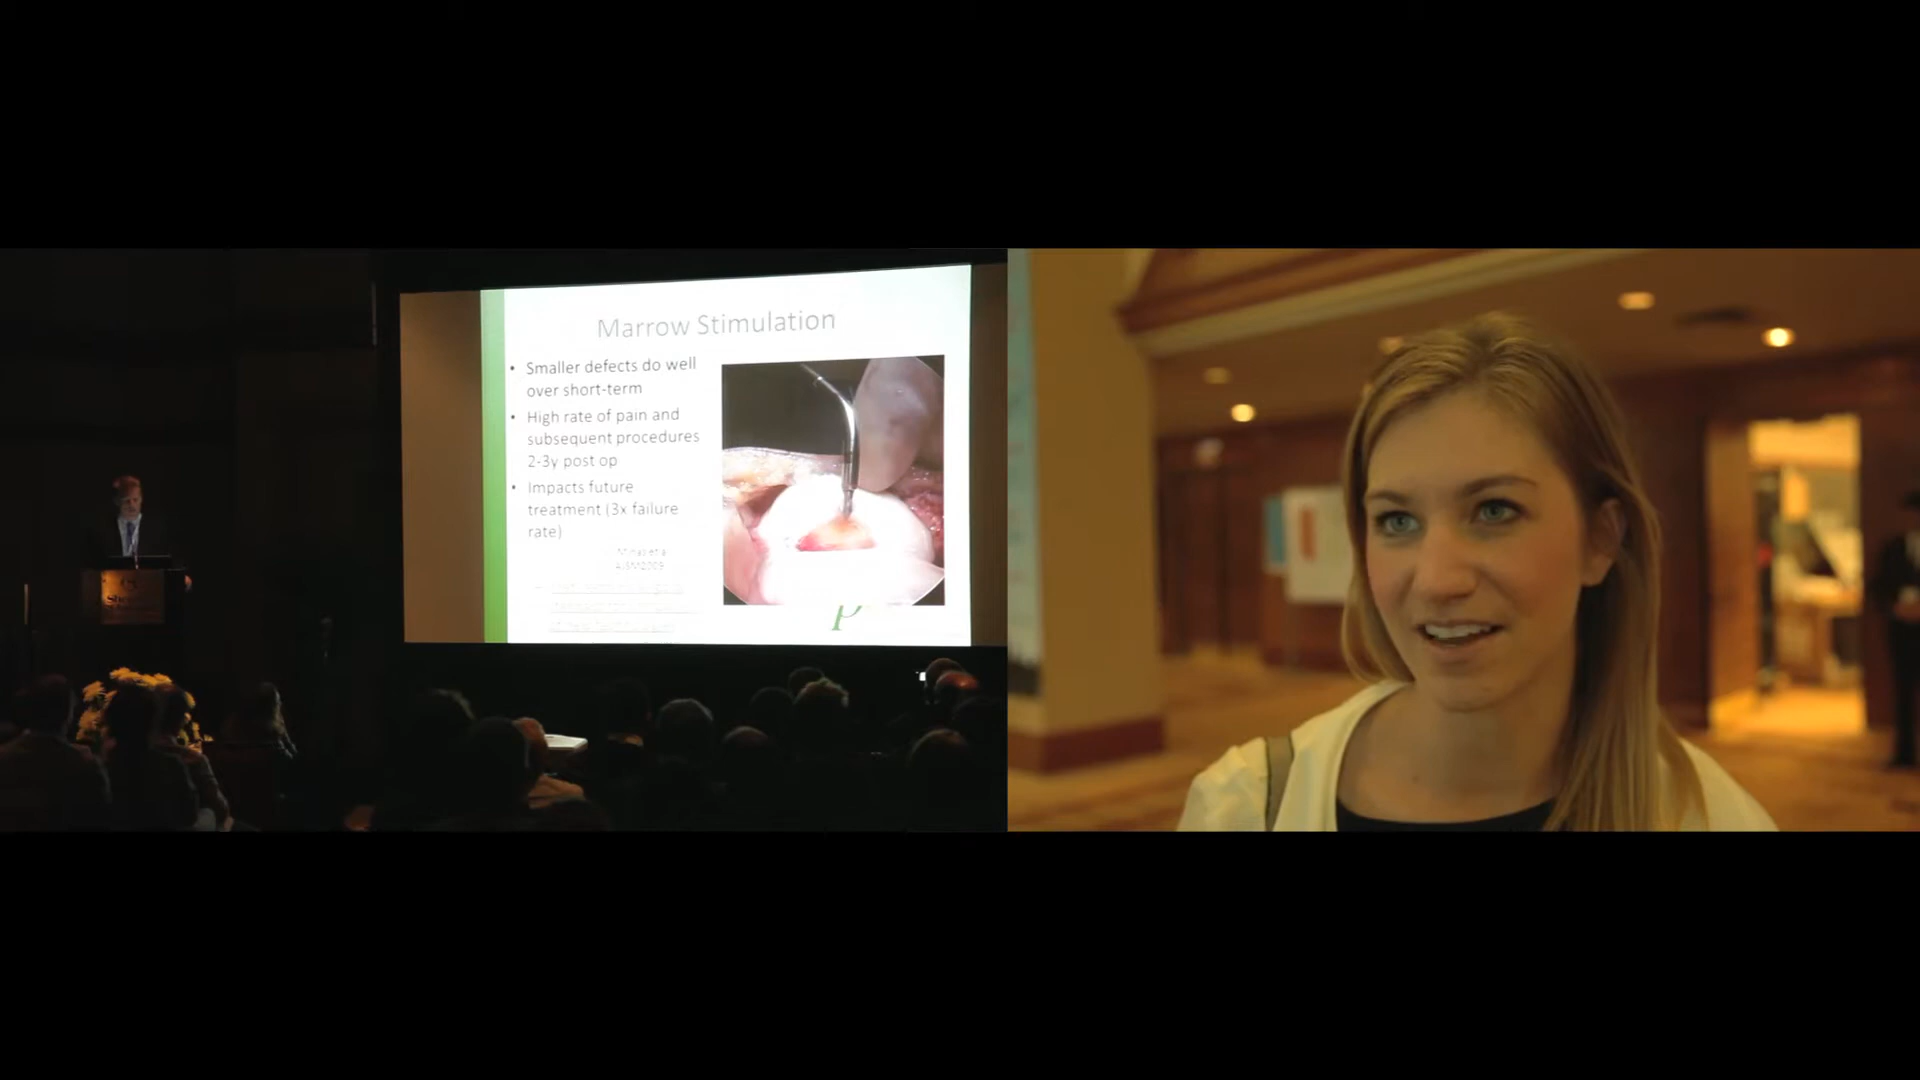 Marrow Stimulation
• Smaller defects do well
over short-term
• High rate of pain and
subsequent procedures
2-3y post op
• Impacts future
treatment (3x failure
rate)
AJSM2009
P